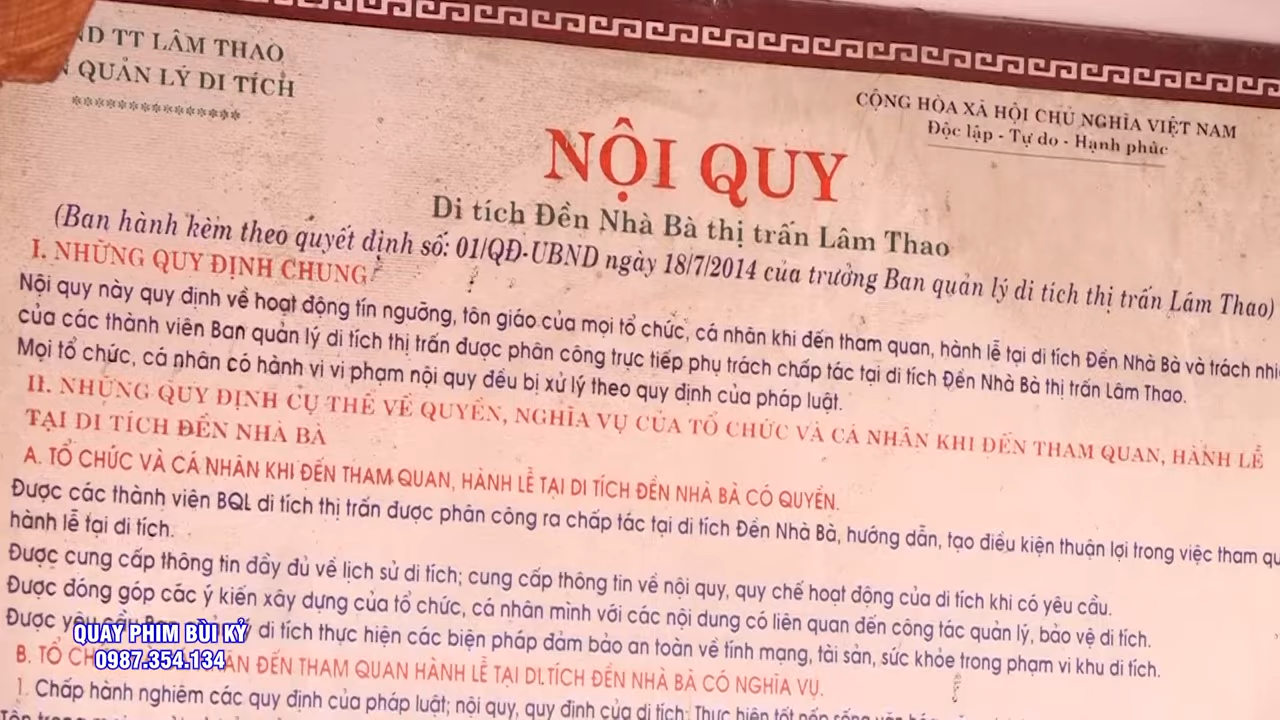 ND TT LÂM THAO
QUẢN LÝ DI TÍCH
***************
CỘNG HÒA XÃ HỘI CHỦ NGHĨA VIỆT NAM
Độc lập - Tự do - Hạnh phúc
NỘI QUY
Di tích Đền Nhà Bà thị trấn Lâm Thao
(Ban hành kèm theo quyết định số: 01/QĐ-UBND ngày 18/7/2014 của trưởng Ban quản lý di tích thị trấn Lâm Thao)
I. NHỮNG QUY ĐỊNH CHUNG
Nội quy này quy định về hoạt động tín ngưỡng, tôn giáo của mọi tổ chức, cá nhân khi đến tham quan, hành lễ tại di tích Đền Nhà Bà và trách nhi
của các thành viên Ban quản lý di tích thị trấn được phân công trực tiếp phụ trách chấp tác tại di tích Đền Nhà Bà thị trấn Lâm Thao.
Mọi tổ chức, cá nhân có hành vi vi phạm nội quy đều bị xử lý theo quy định của pháp luật.
II. NHỮNG QUY ĐỊNH CỤ THỂ VỀ QUYỀN, NGHĨA VỤ CỦA TỔ CHỨC VÀ CÁ NHÂN KHI ĐẾN THAM QUAN, HÀNH LỄ
TẠI DI TÍCH ĐỀN NHÀ BÀ
A. TỔ CHỨC VÀ CÁ NHÂN KHI ĐẾN THAM QUAN, HÀNH LỄ TẠI DI TÍCH ĐỀN NHÀ BÀ CÓ QUYỀN.
Được các thành viên BQL di tích thị trấn được phân công ra chấp tác tại di tích Đền Nhà Bà, hướng dẫn, tạo điều kiện thuận lợi trong việc tham qu
hành lễ tại di tích.
Được cung cấp thông tin đầy đủ về lịch sử di tích; cung cấp thông tin về nội quy, quy chế hoạt động của di tích khi có yêu cầu.
Được đóng góp các ý kiến xây dựng của tổ chức, cá nhân mình với các nội dung có liên quan đến công tác quản lý, bảo vệ di tích.
Được yêu cầu Ban di tích thực hiện các biện pháp đảm bảo an toàn về tính mạng, tài sản, sức khỏe trong phạm vi khu di tích.
QUAY PHIM BÙI KỶ
0987.354.134
B. TỔ CH ÂN ĐẾN THAM QUAN HÀNH LỄ TẠI DI TÍCH ĐỀN NHÀ BÀ CÓ NGHĨA VỤ.
1. Chấp hành nghiêm các quy định của pháp luật; nội quy, quy định của di tích; Thực hiện tốt nếp sống